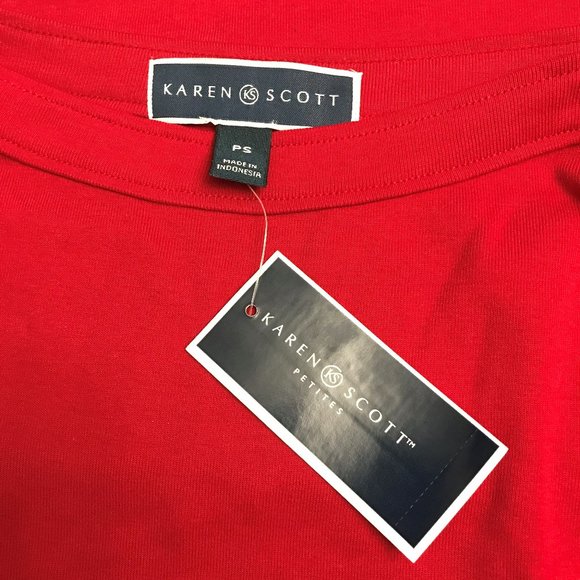 KAREN KS SCOTT
PS
MADE IN
INDONESIA
KAREN KS SCOTT™
PETITES